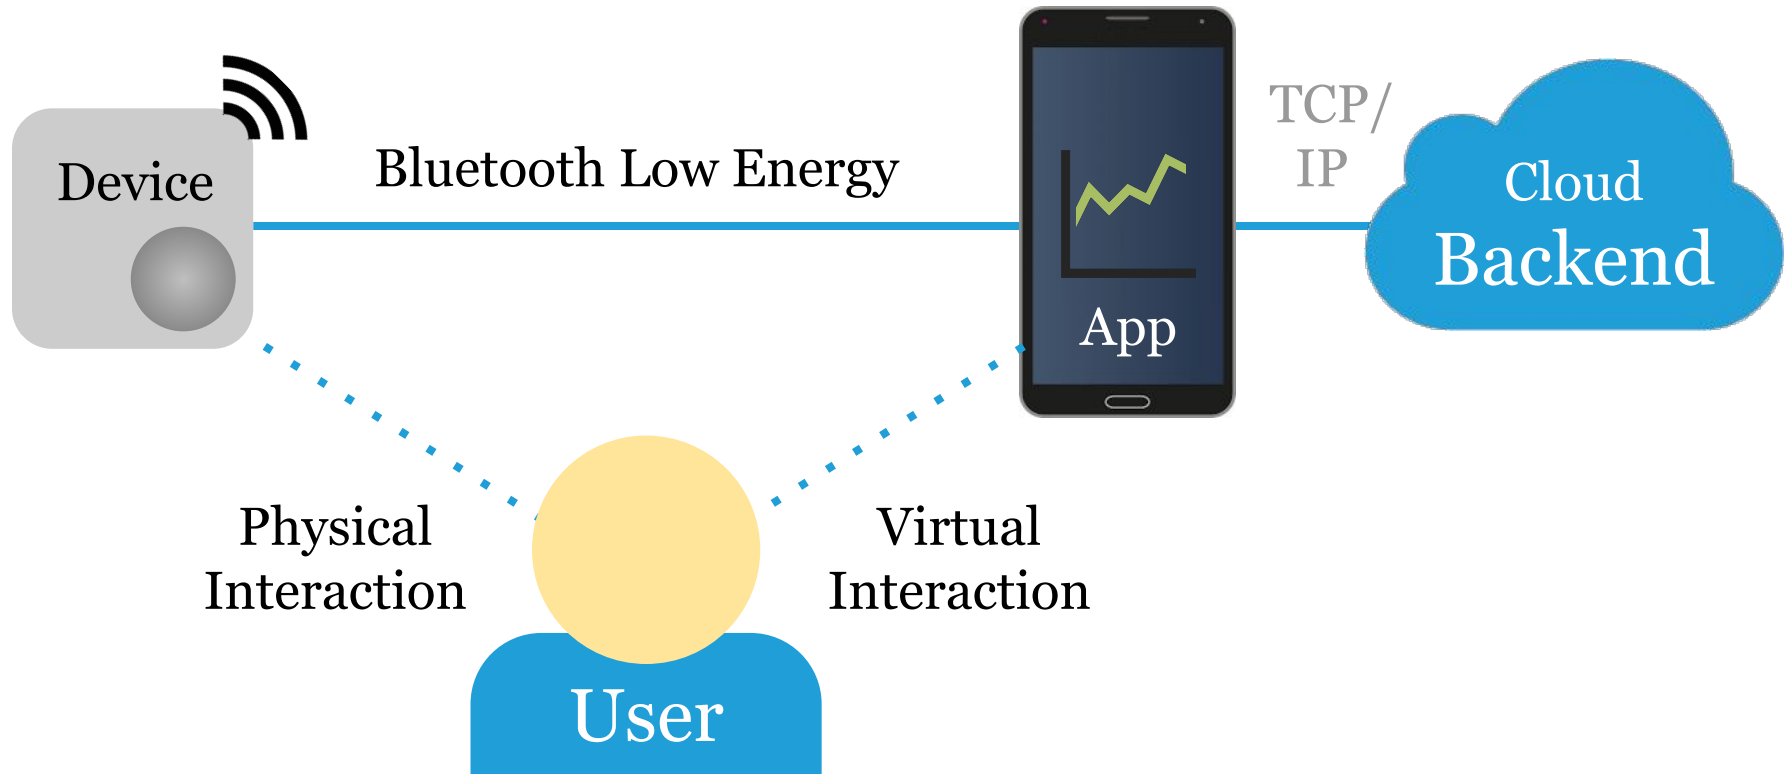 Device
Bluetooth Low Energy
App
TCP/
IP
Cloud
Backend
Physical
Interaction
Virtual
Interaction
User